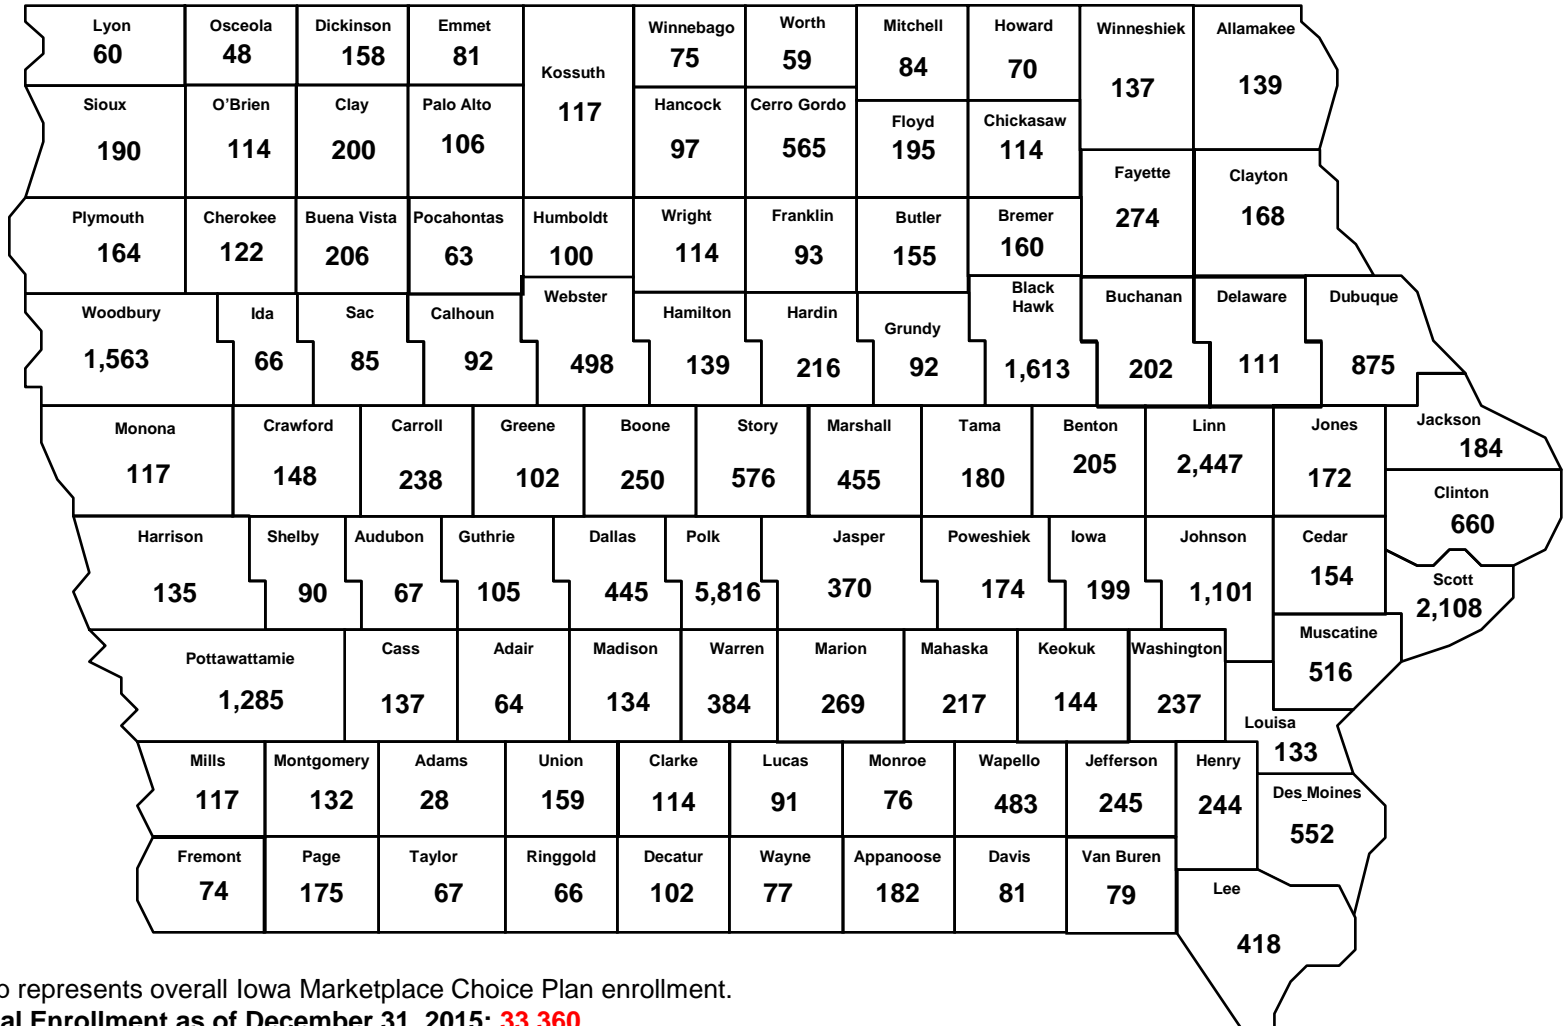 Lyon
60
Osceola
48
Dickinson
158
Emmet
81
Kossuth
117
Winnebago
75
Worth
59
Mitchell
84
Howard
70
Winneshiek
137
Allamakee
139
Sioux
190
O'Brien
114
Clay
200
Palo Alto
106
Hancock
97
Cerro Gordo
565
Floyd
195
Chickasaw
114
Fayette
274
Clayton
168
Plymouth
164
Cherokee
122
Buena Vista
206
Pocahontas
63
Humboldt
100
Wright
114
Franklin
93
Butler
155
Bremer
160
Woodbury
1,563
Ida
66
Sac
85
Calhoun
92
Webster
498
Hamilton
139
Hardin
216
Grundy
92
Black
Hawk
1,613
Buchanan
202
Delaware
111
Dubuque
875
Monona
117
Crawford
148
Carroll
238
Greene
102
Boone
250
Story
576
Marshall
455
Tama
180
Benton
205
Linn
2,447
Jones
172
Jackson
184
Clinton
660
Harrison
135
Shelby
90
Audubon
67
Guthrie
105
Dallas
445
Polk
5,816
Jasper
370
Poweshiek
174
Iowa
199
Johnson
1,101
Cedar
154
Scott
2,108
Muscatine
516
Pottawattamie
1,285
Cass
137
Adair
64
Madison
134
Warren
384
Marion
269
Mahaska
217
Keokuk
144
Washington
237
Louisa
133
Mills
117
Montgomery
132
Adams
28
Union
159
Clarke
114
Lucas
91
Monroe
76
Wapello
483
Jefferson
245
Henry
244
Des Moines
552
Fremont
74
Page
175
Taylor
67
Ringgold
66
Decatur
102
Wayne
77
Appanoose
182
Davis
81
Van Buren
79
Lee
418
o represents overall Iowa Marketplace Choice Plan enrollment.
al Enrollment as of December 31, 2015: 33,360